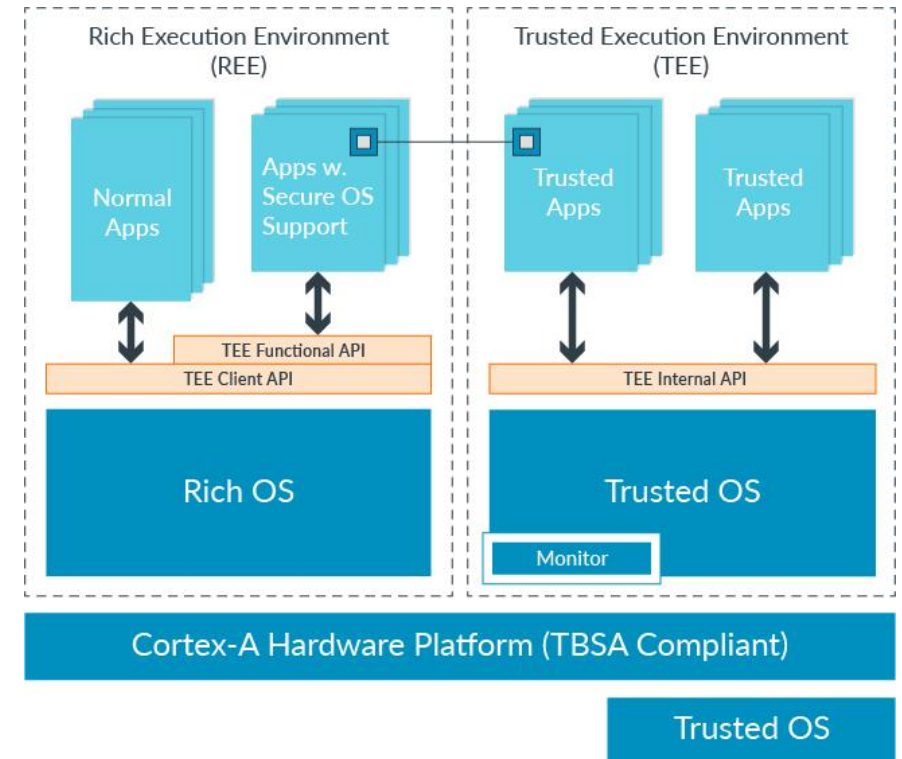 Rich Execution Environment
(REE)
Trusted Execution Environment
(TEE)
Normal
Apps
Apps w.
Secure OS
Support
Trusted
Apps
Trusted
Apps
TEE Functional API
TEE Client API
TEE Internal API
Rich OS
Trusted OS
Monitor
Cortex-A Hardware Platform (TBSA Compliant)
Trusted OS